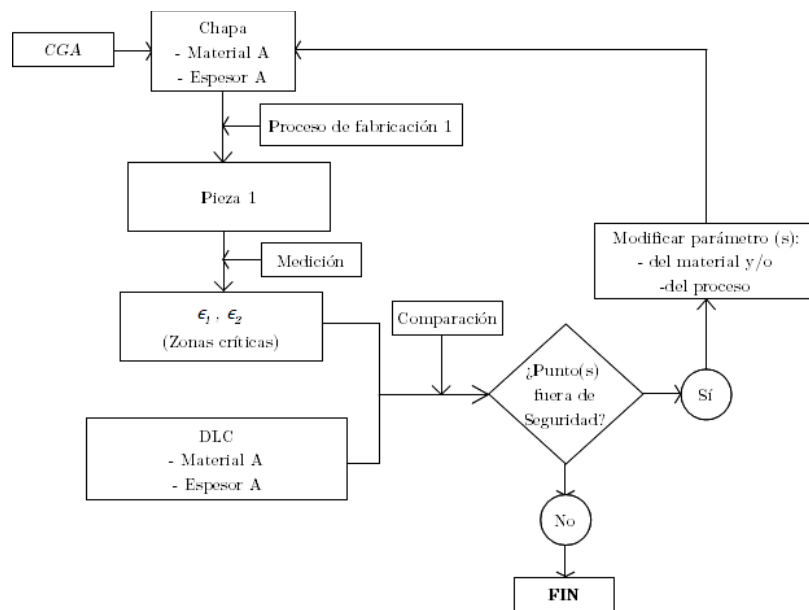 CGA
Chapa
- Material A
- Espesor A
Proceso de fabricación 1
Pieza 1
Medición
ϵ1 , ϵ2
(Zonas críticas)
DLC
- Material A
- Espesor A
Comparación
¿Punto(s)
fuera de
Seguridad?
Sí
Modificar parámetro (s):
- del material y/o
-del proceso
No
FIN